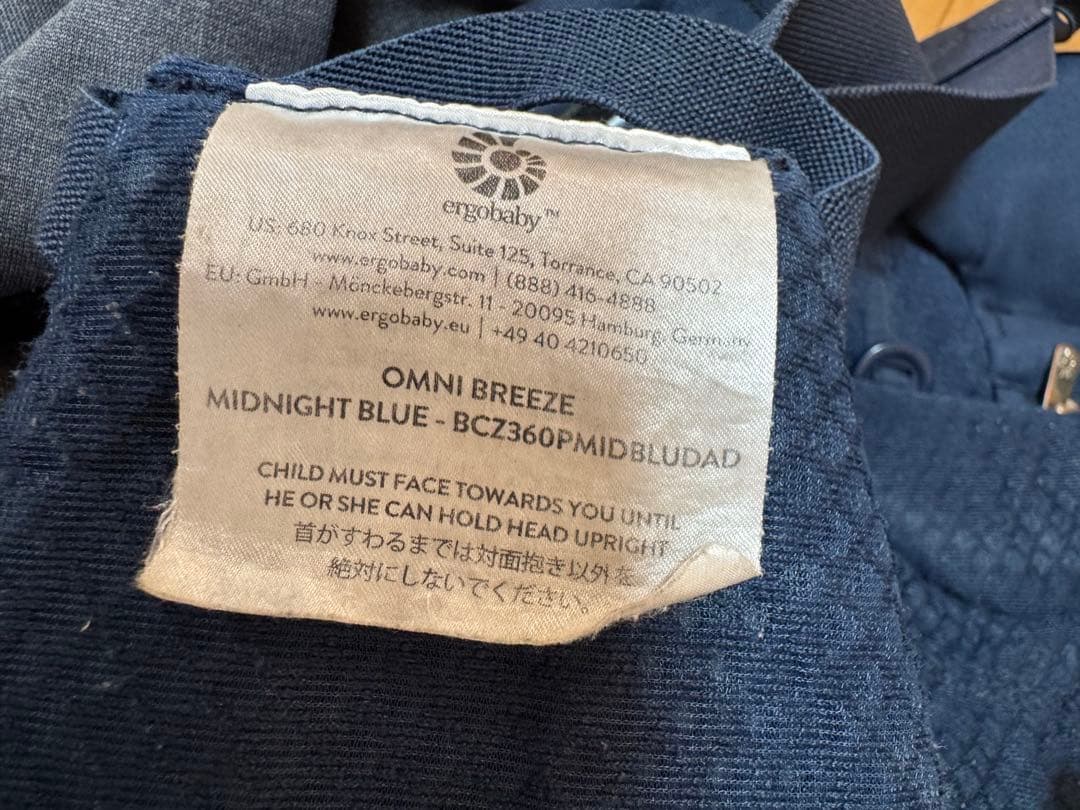 ergobaby™
US: 680 Knox Street, Suite 125, Torrance, CA 90502
www.ergobaby.com | (888) 416-4888
EU: GmbH - Mönckebergstr. 11 - 20095 Hamburg, Germany
www.ergobaby.eu | +49 40 4210650
OMNI BREEZE
MIDNIGHT BLUE - BCZ360PMIDBLUDAD
CHILD MUST FACE TOWARDS YOU UNTIL
HE OR SHE CAN HOLD HEAD UPRIGHT
首がすわるまでは対面抱き以外を
絶対にしないでください。